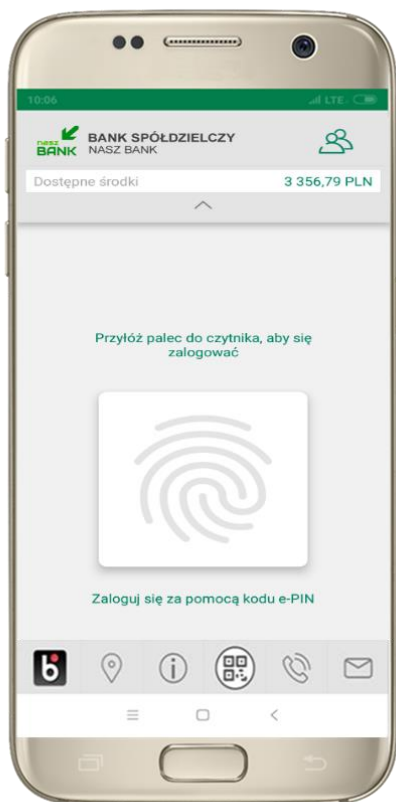 10:06
LTE
nasz BANK
BANK SPÓŁDZIELCZY
NASZ BANK
Dostępne środki 3 356,79 PLN
Przyłóż palec do czytnika, aby się
zalogować
Zaloguj się za pomocą kodu e-PIN
b
i